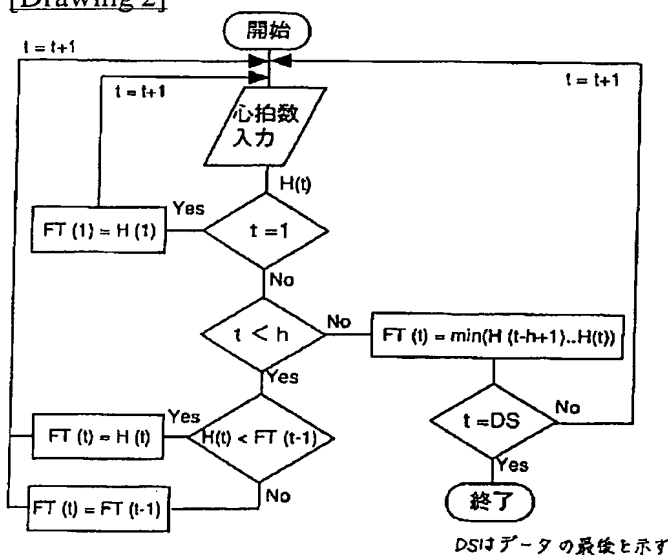 [Drawing 2]
開始
t = t+1
t = t+1
t = t+1
心拍数
入力
H(t)
Yes
FT (1) = H (1)
t =1
No
t < h
No
FT (t) = min(H (t-h+1)..H(t))
Yes
Yes
FT (t) = H (t)
H(t) < FT (t-1)
t =DS
No
Yes
No
FT (t) = FT (t-1)
終了
DSはデータの最後を示す